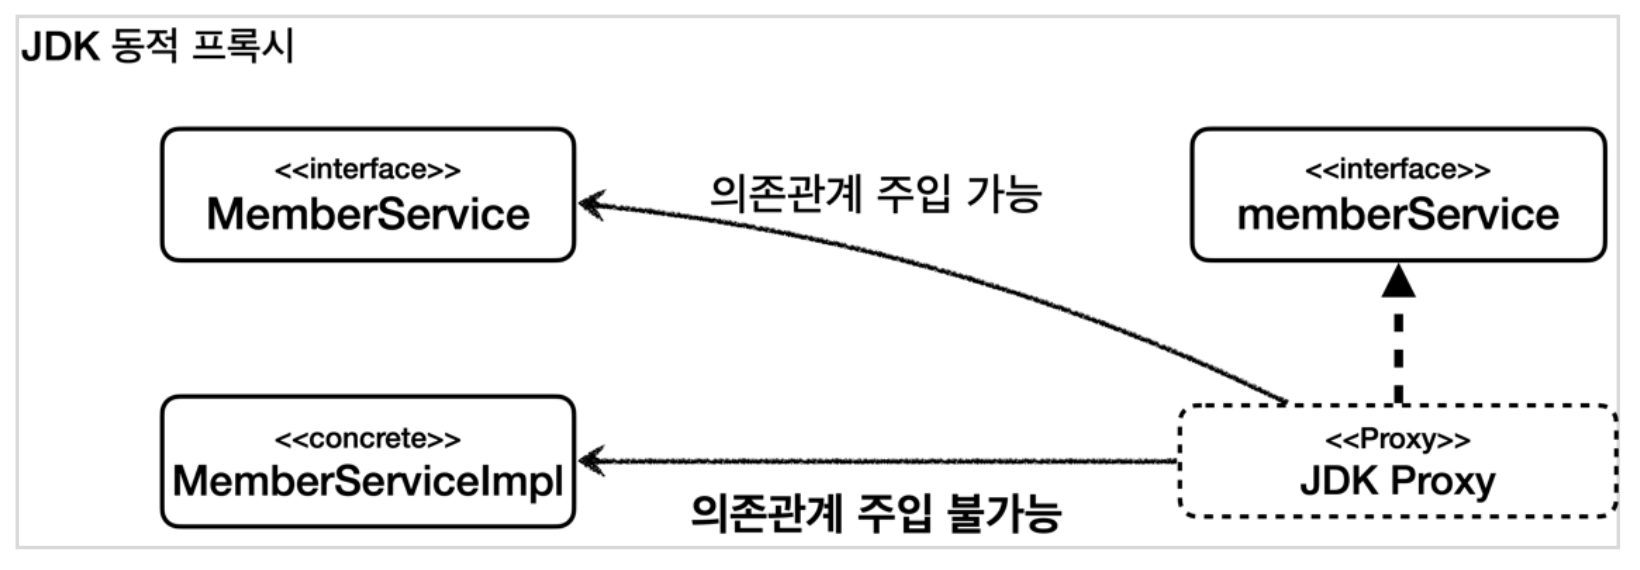 JDK 동적 프록시
<<interface>>
MemberService
의존관계 주입 가능
<<interface>>
memberService
<<concrete>>
MemberServiceImpl
의존관계 주입 불가능
<<Proxy>>
JDK Proxy